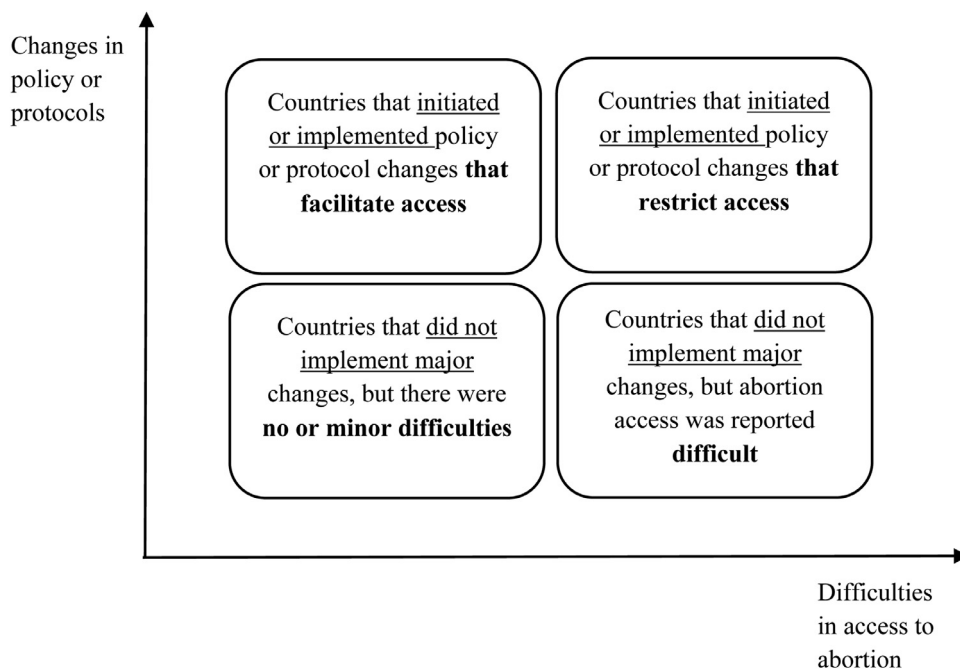 Changes in
policy or
protocols
Countries that initiated
or implemented policy
or protocol changes that
facilitate access
Countries that initiated
or implemented policy
or protocol changes that
restrict access
Countries that did not
implement major
changes, but there were
no or minor difficulties
Countries that did not
implement major
changes, but abortion
access was reported
difficult
Difficulties
in access to
abortion